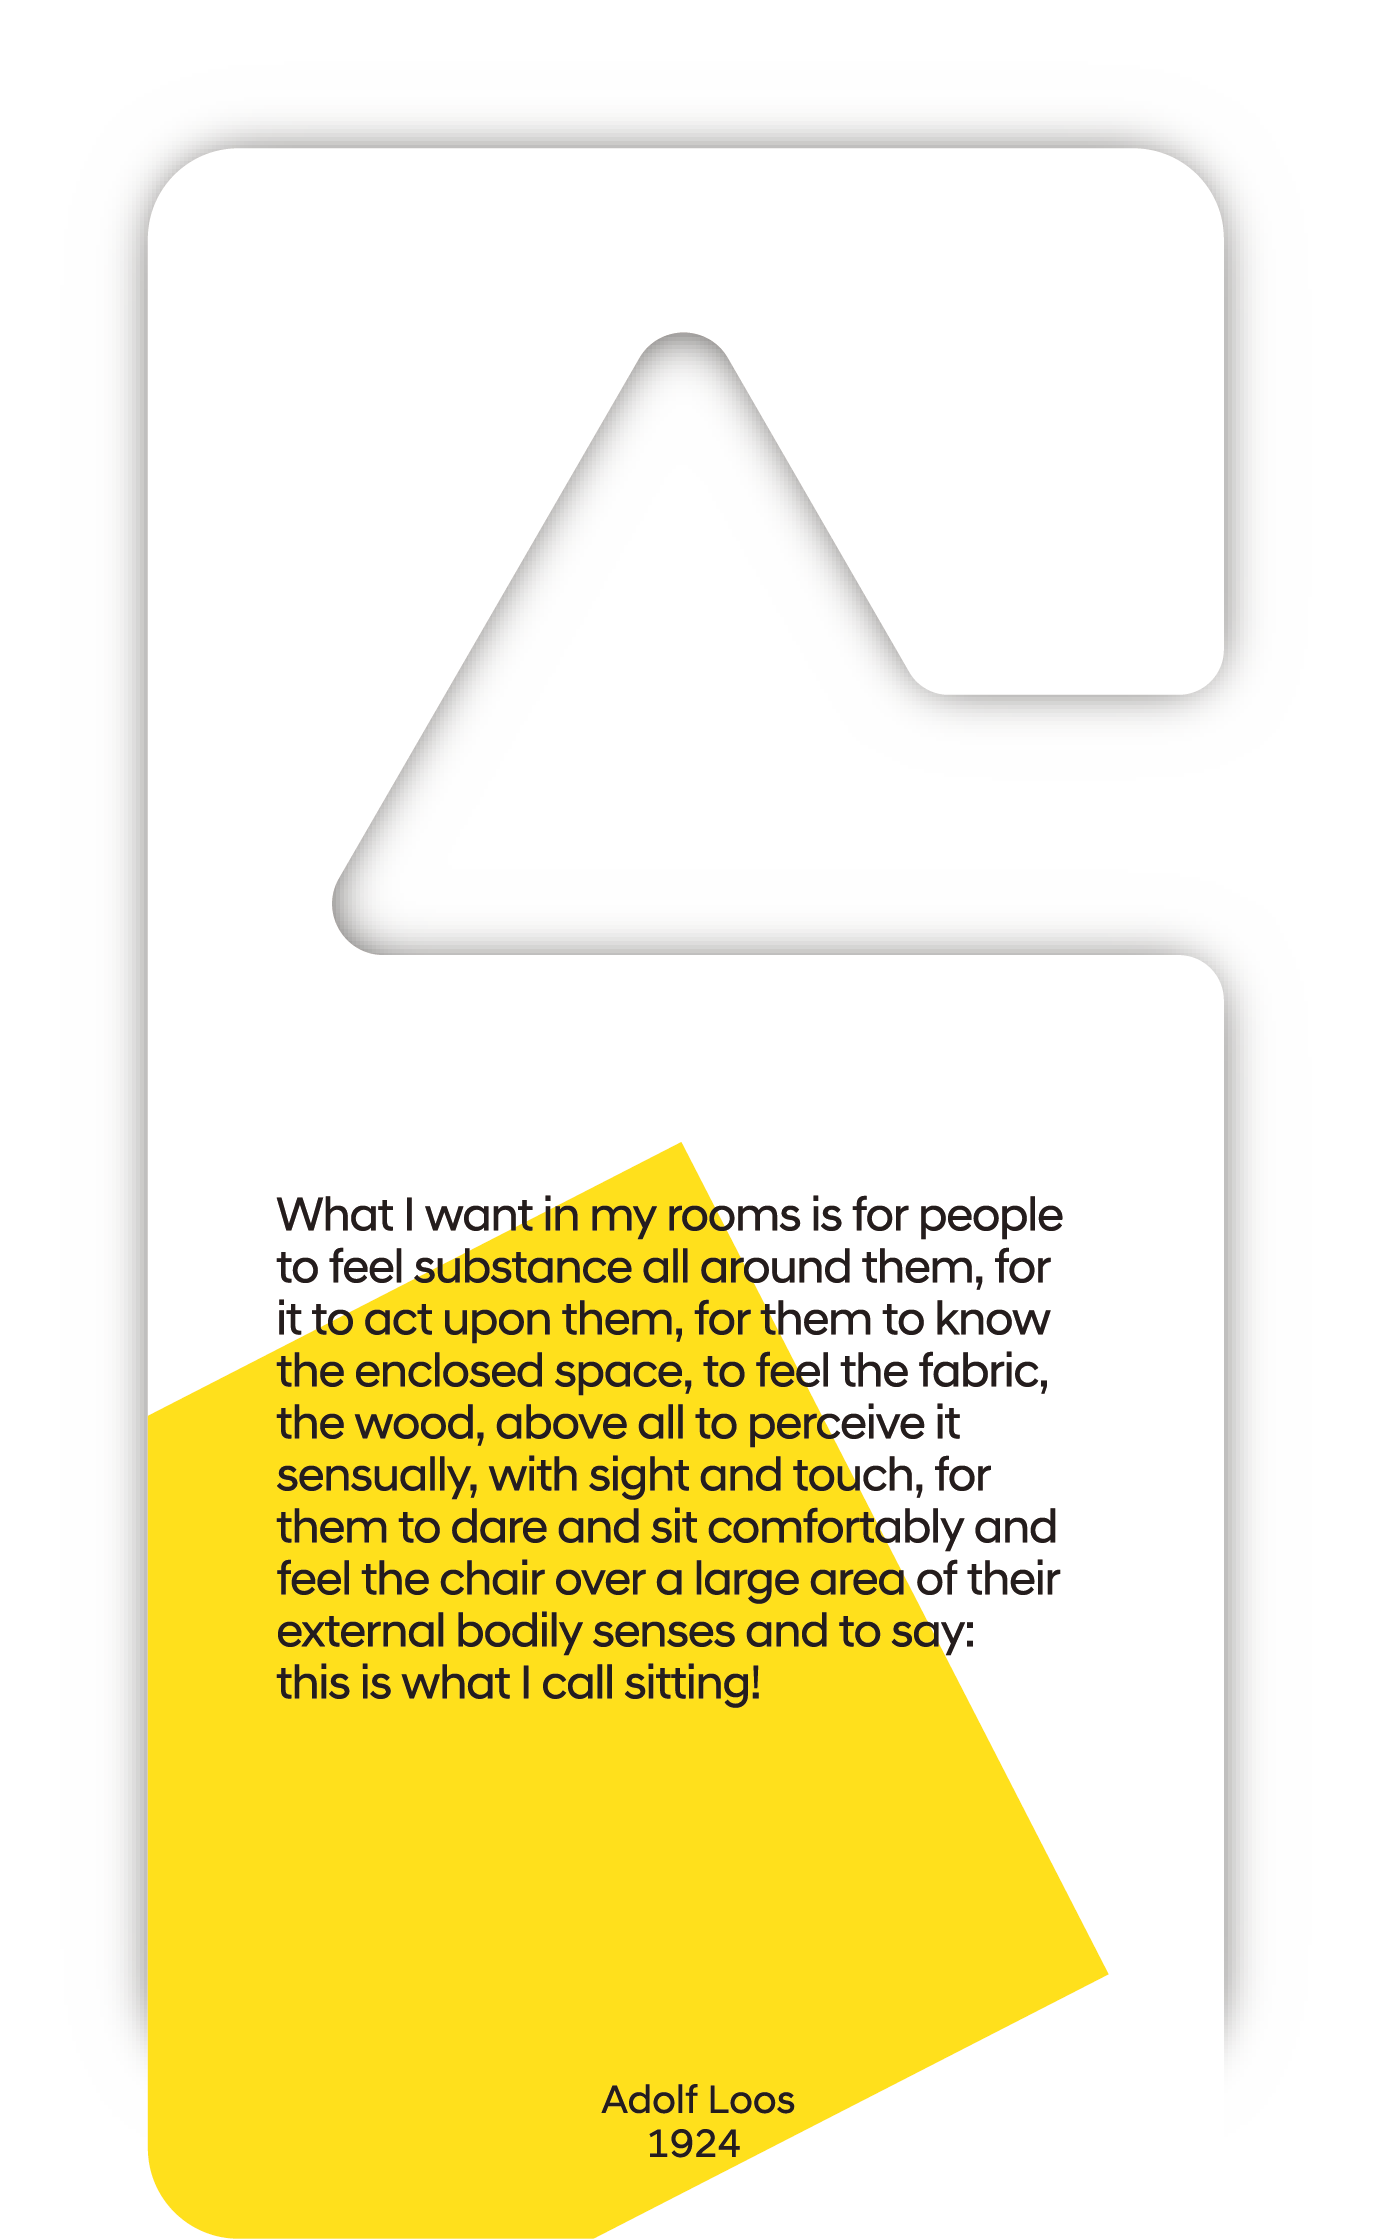 What I want in my rooms is for people
to feel substance all around them, for
it to act upon them, for them to know
the enclosed space, to feel the fabric,
the wood, above all to perceive it
sensually, with sight and touch, for
them to dare and sit comfortably and
feel the chair over a large area of their
external bodily senses and to say:
this is what I call sitting!
Adolf Loos
1924